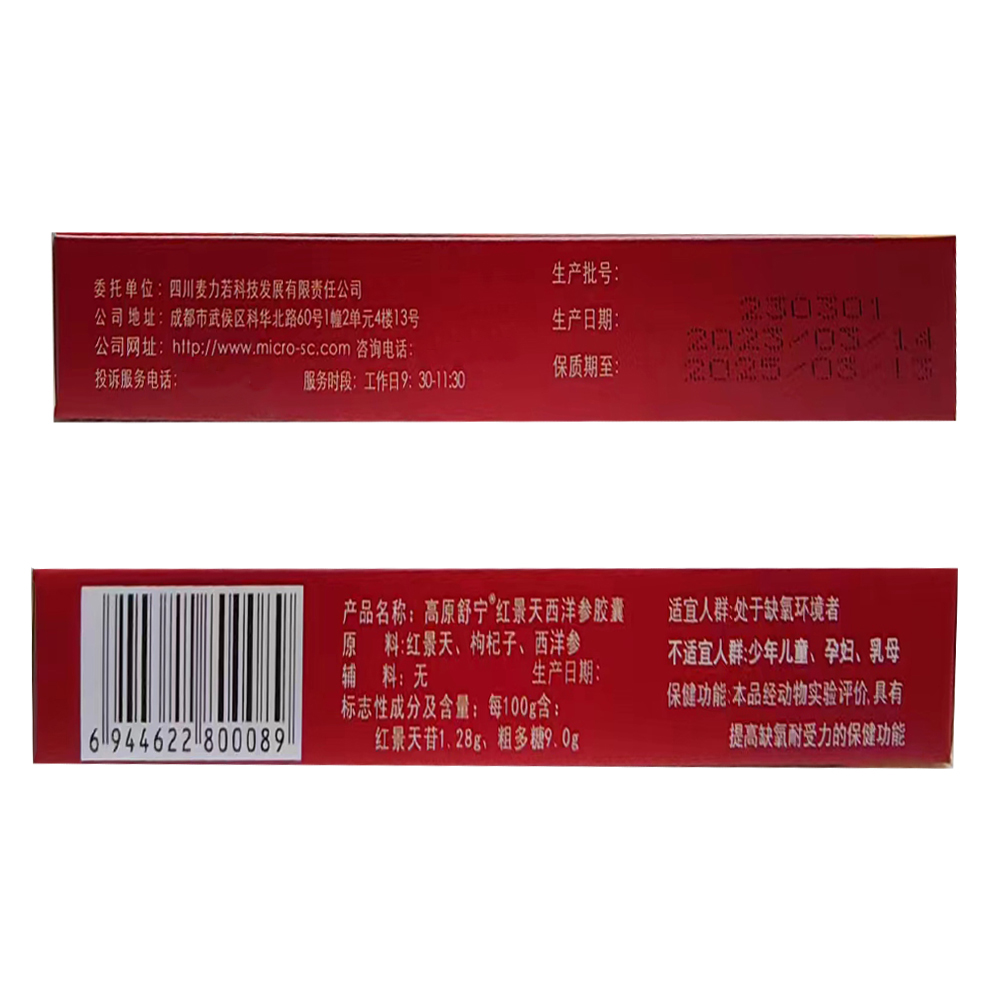 委托单位：四川麦力若科技发展有限责任公司
公司地址：成都市武侯区科华北路60号1幢2单元4楼13号
公司网址：http://www.micro-sc.com 咨询电话：
投诉服务电话： 服务时段：工作日9：30-11:30
生产批号： 230301
生产日期： 2023/03/14
保质期至： 2025/03/13
6 944622 800089
产品名称：高原舒宁®红景天西洋参胶囊
原 料:红景天、枸杞子、西洋参
辅 料：无 生产日期：
标志性成分及含量：每100g含：
红景天苷1.28g、粗多糖9.0g
适宜人群:处于缺氧环境者
不适宜人群:少年儿童、孕妇、乳母
保健功能:本品经动物实验评价,具有
提高缺氧耐受力的保健功能